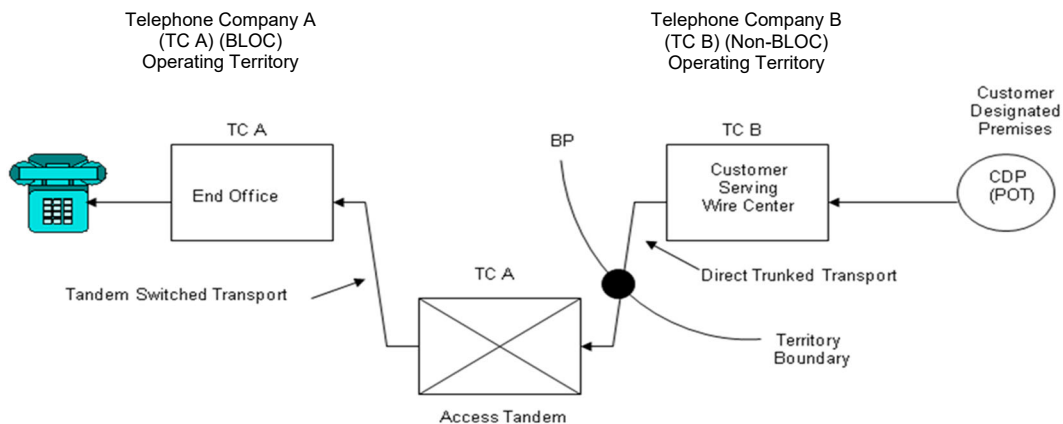 Telephone Company A
(TC A) (BLOC)
Operating Territory
Telephone Company B
(TC B) (Non-BLOC)
Operating Territory
Customer
Designated
Premises
TC A
BP
TC B
End Office
Customer
Serving
Wire Center
CDP
(POT)
TC A
Direct Trunked Transport
Tandem Switched Transport
Territory
Boundary
Access Tandem